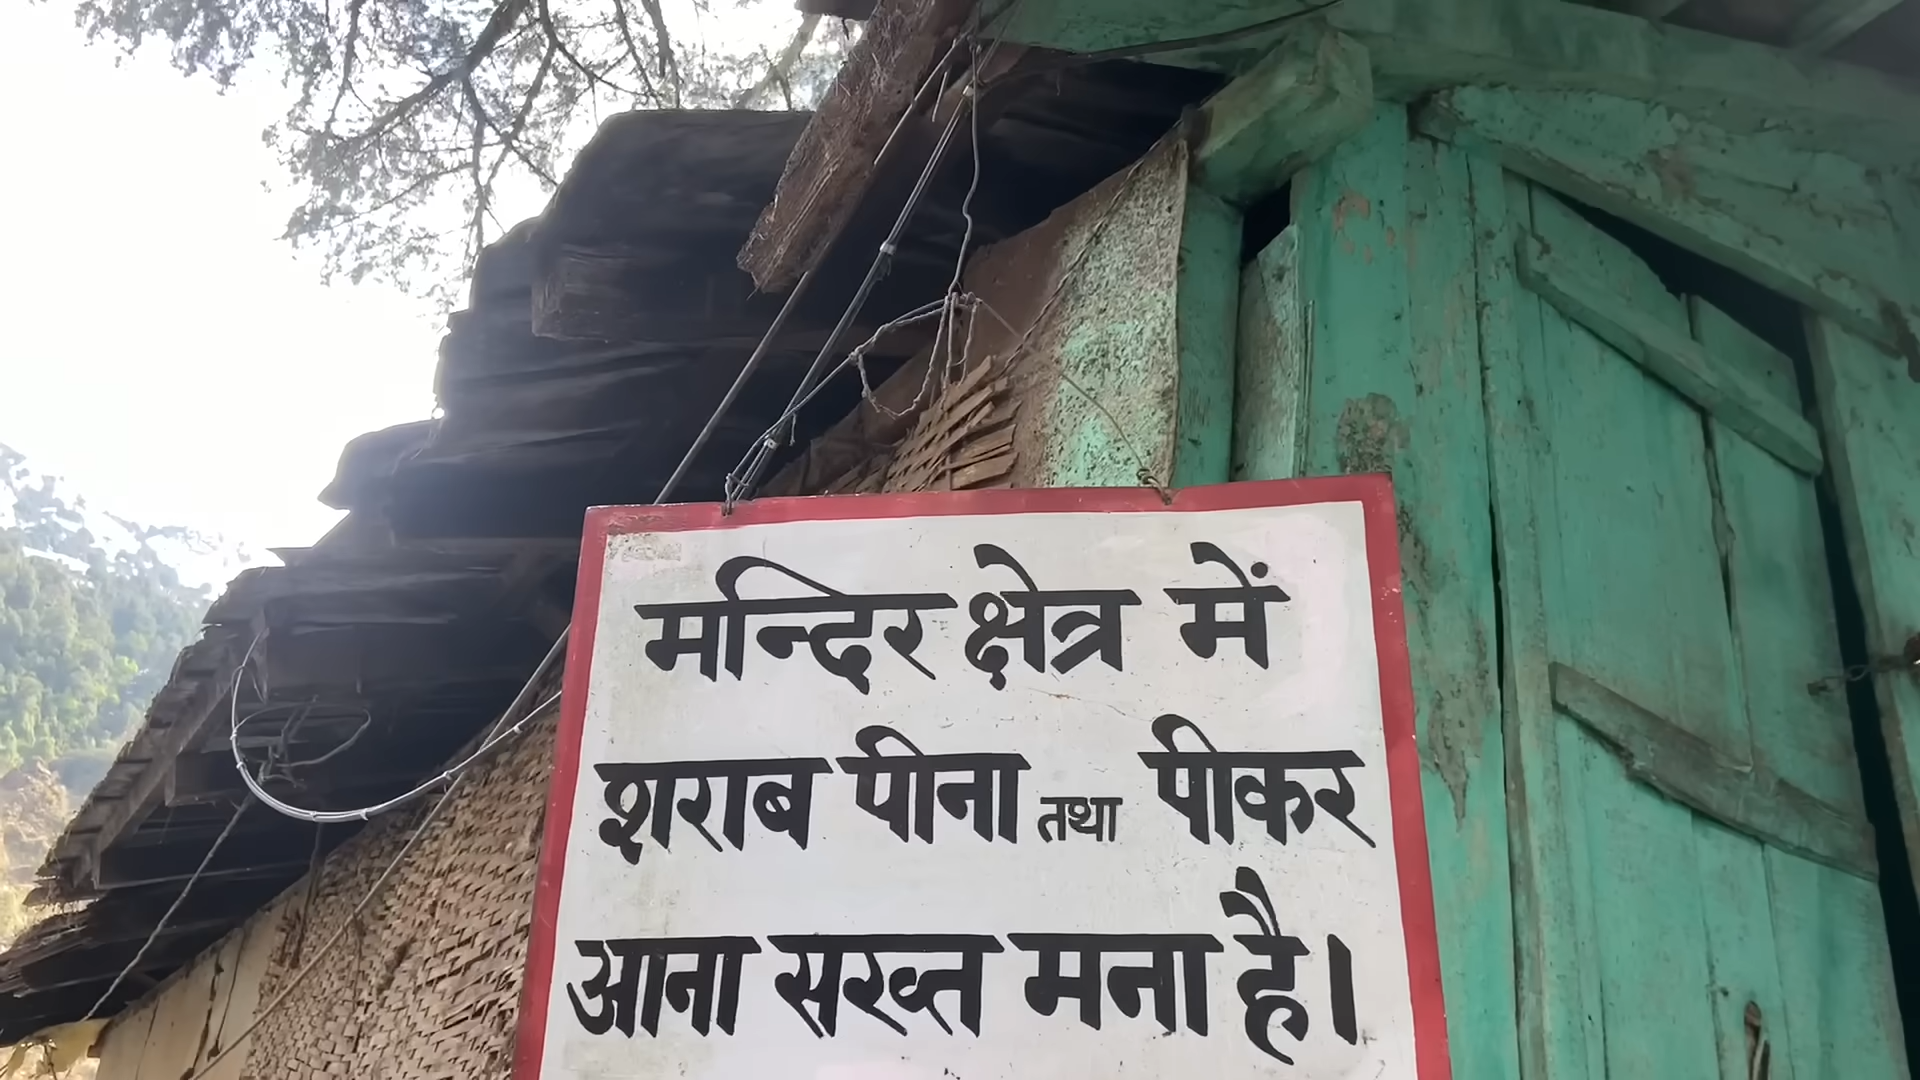 मन्दिर क्षेत्र में
शराब पीना तथा पीकर
आना सख्त मना है।